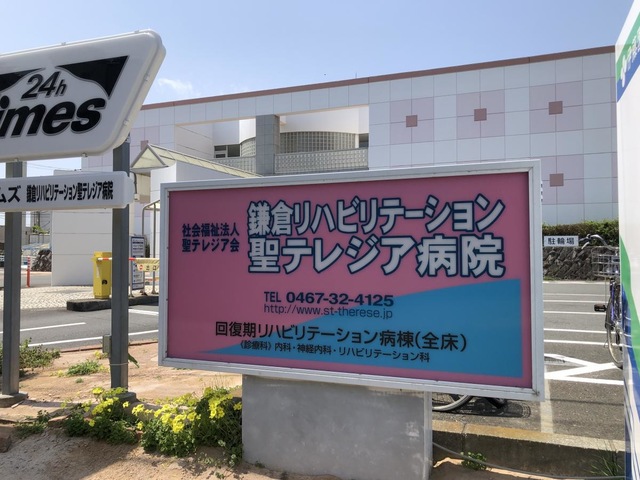 24h
imes
ムズ 鎌倉リハビリテーション聖テレジア病院
社会福祉法人
聖テレジア会
鎌倉リハビリテーション
聖テレジア病院
TEL 0467-32-4125
http://www.st-therese.jp
回復期リハビリテーション病棟(全床)
《診療科》内科・神経内科・リハビリテーション科
駐輪場